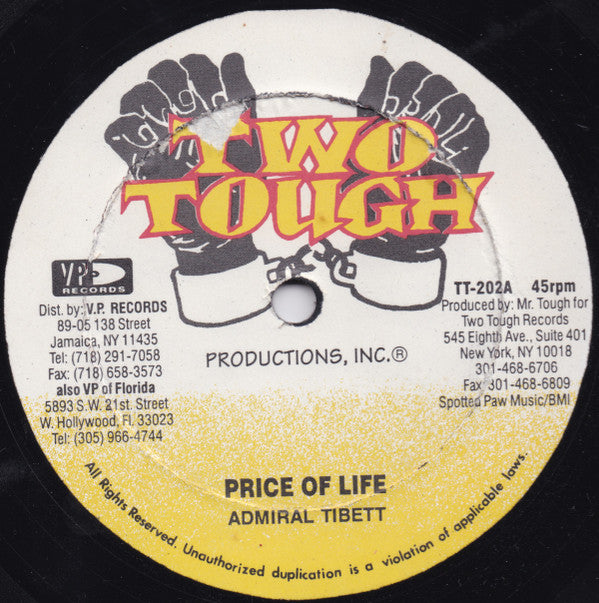 TWO
TOUGH
VP
RECORDS
Dist. by: V.P. RECORDS
89-05 138 Street
Jamaica, NY 11435
Tel: (718) 291-7058
Fax: (718) 658-3573
also VP of Florida
5893 S.W. 21st. Street
W. Hollywood, Fl. 33023
Tel: (305) 966-4744
PRODUCTIONS, INC.®
TT-202A 45rpm
Produced by: Mr. Tough for
Two Tough Records
545 Eighth Ave., Suite 401
New York, NY 10018
301-468-6706
Fax 301-468-6809
Spotted Paw Music/BMI
PRICE OF LIFE
ADMIRAL TIBETT
All Rights Reserved. Unauthorized duplication is a violation of applicable laws.